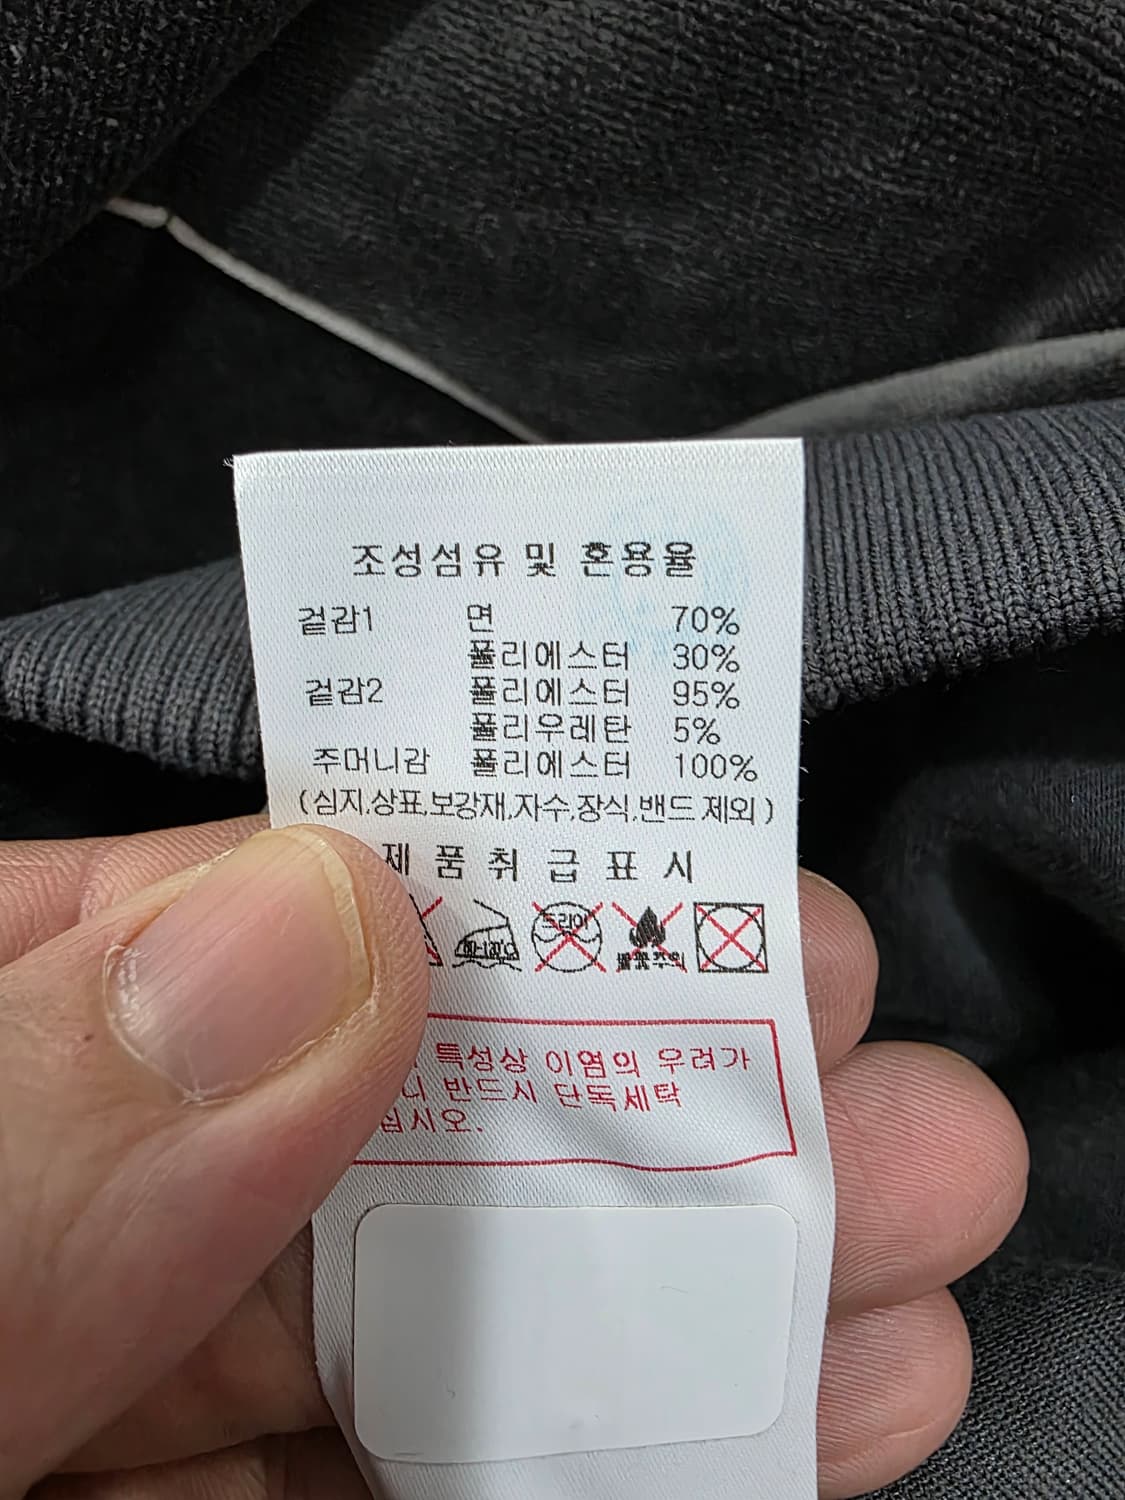 조성섬유 및 혼용율
겉감1 면 70%
폴리에스터 30%
겉감2 폴리에스터 95%
폴리우레탄 5%
주머니감 폴리에스터 100%
(심지,상표,보강재,자수,장식,밴드 제외)
제품취급표시
드라이
특성상 이염의 우려가
반드시 단독세탁
십시오.